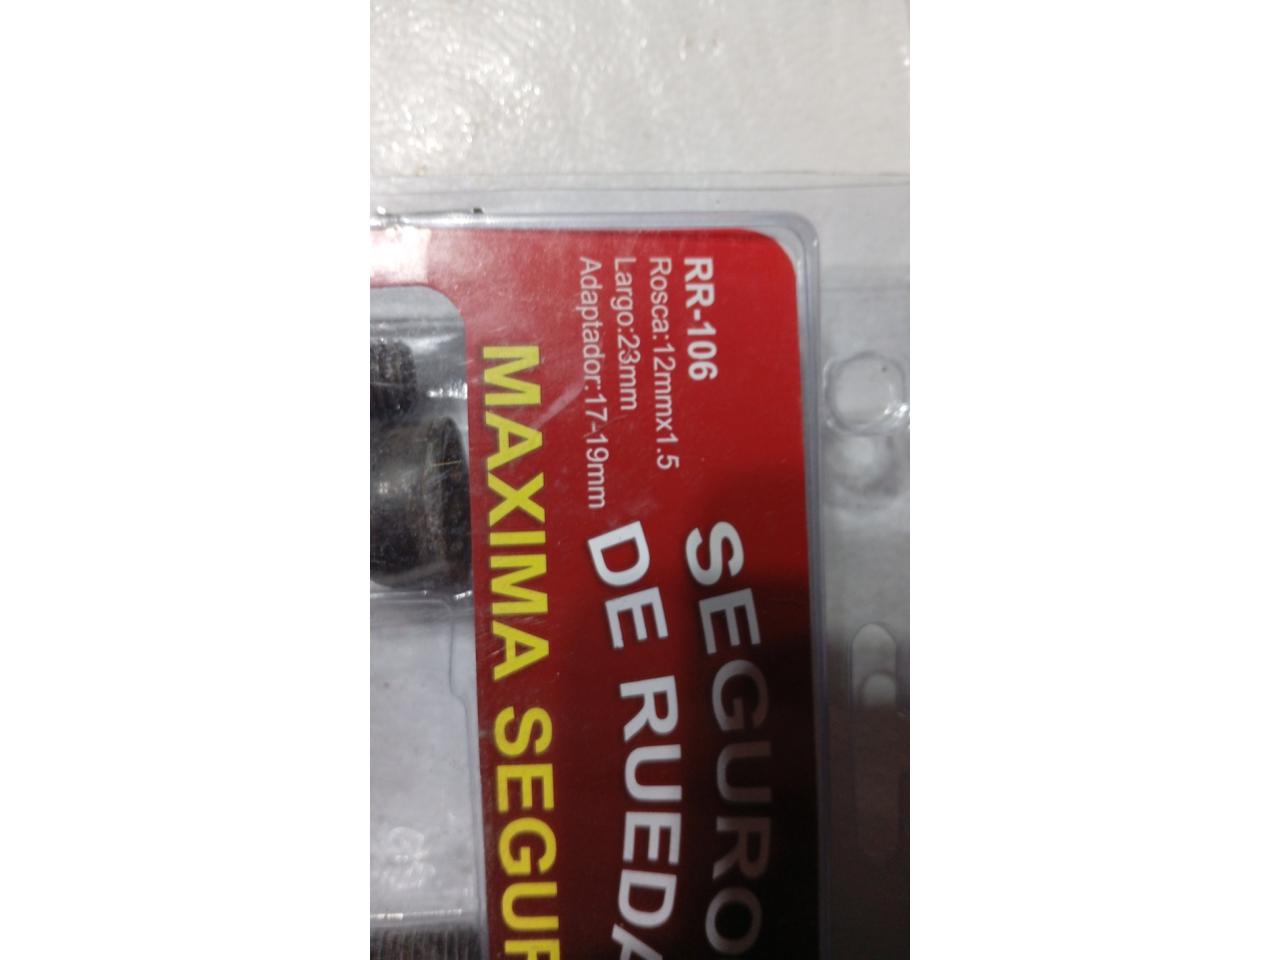 RR-106
Rosca:12mmx1.5
Largo:23mm
Adaptador:17-19mm
SEGURO
DE RUEDA
MAXIMA SEGUR